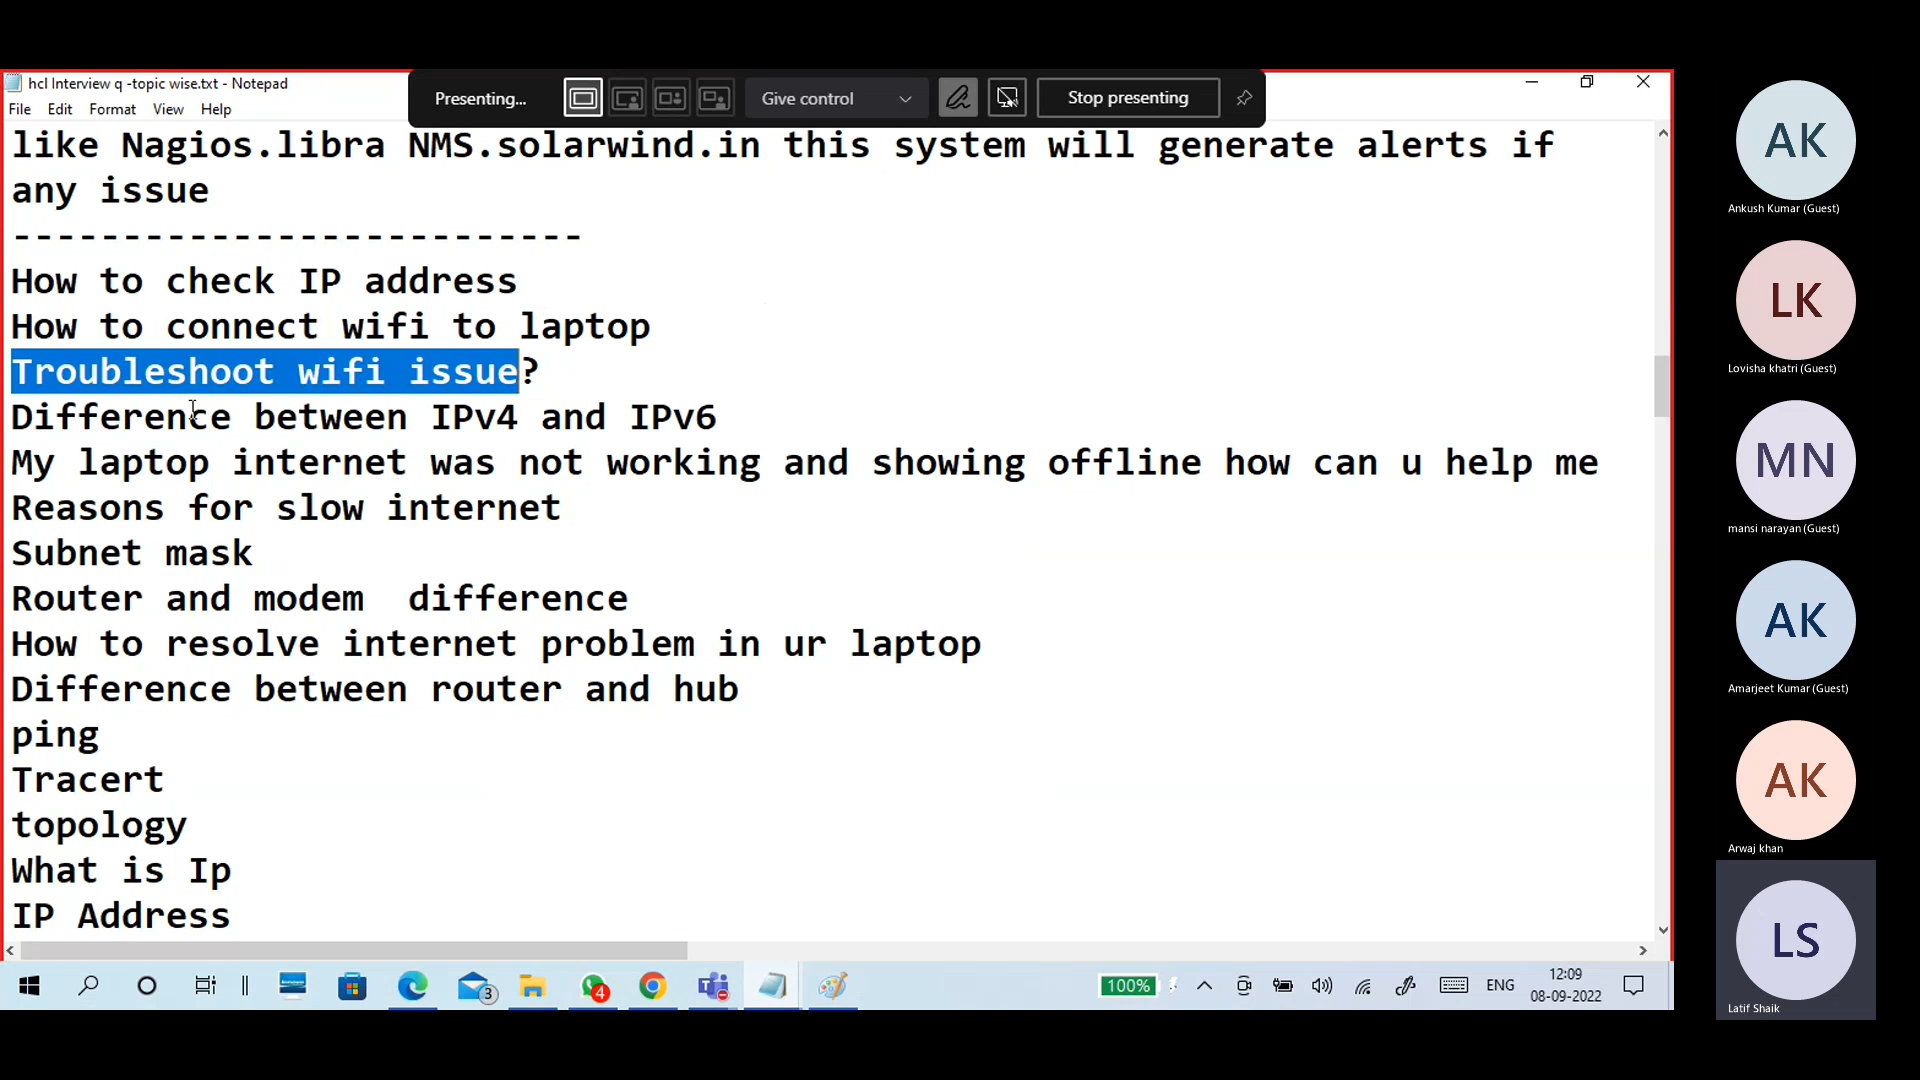 hcl Interview q -topic wise.txt - Notepad
File Edit Format View Help
Presenting...
Give control
Stop presenting
like Nagios.libra NMS.solarwind.in this system will generate alerts if
any issue
--------------------------
How to check IP address
How to connect wifi to laptop
Troubleshoot wifi issue?
Difference between IPv4 and IPv6
My laptop internet was not working and showing offline how can u help me
Reasons for slow internet
Subnet mask
Router and modem  difference
How to resolve internet problem in ur laptop
Difference between router and hub
ping
Tracert
topology
What is Ip
IP Address
3
4
100%
ENG
12:09
08-09-2022
AK
Ankush Kumar (Guest)
LK
Lovisha khatri (Guest)
MN
mansi narayan (Guest)
AK
Amarjeet Kumar (Guest)
AK
Arwaj khan
LS
Latif Shaik